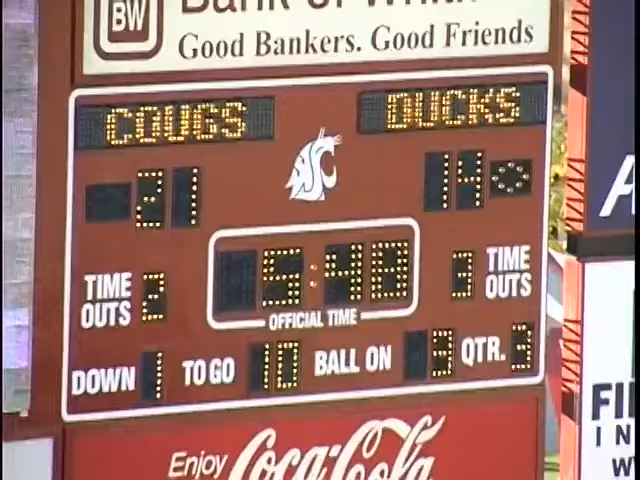 BW
Good Bankers. Good Friends
COUGS DUCKS
21 14
5:48
OFFICIAL TIME
TIME OUTS 2
3 TIME OUTS
DOWN 1 TO GO 10 BALL ON 9 QTR. 3
Enjoy Coca-Cola